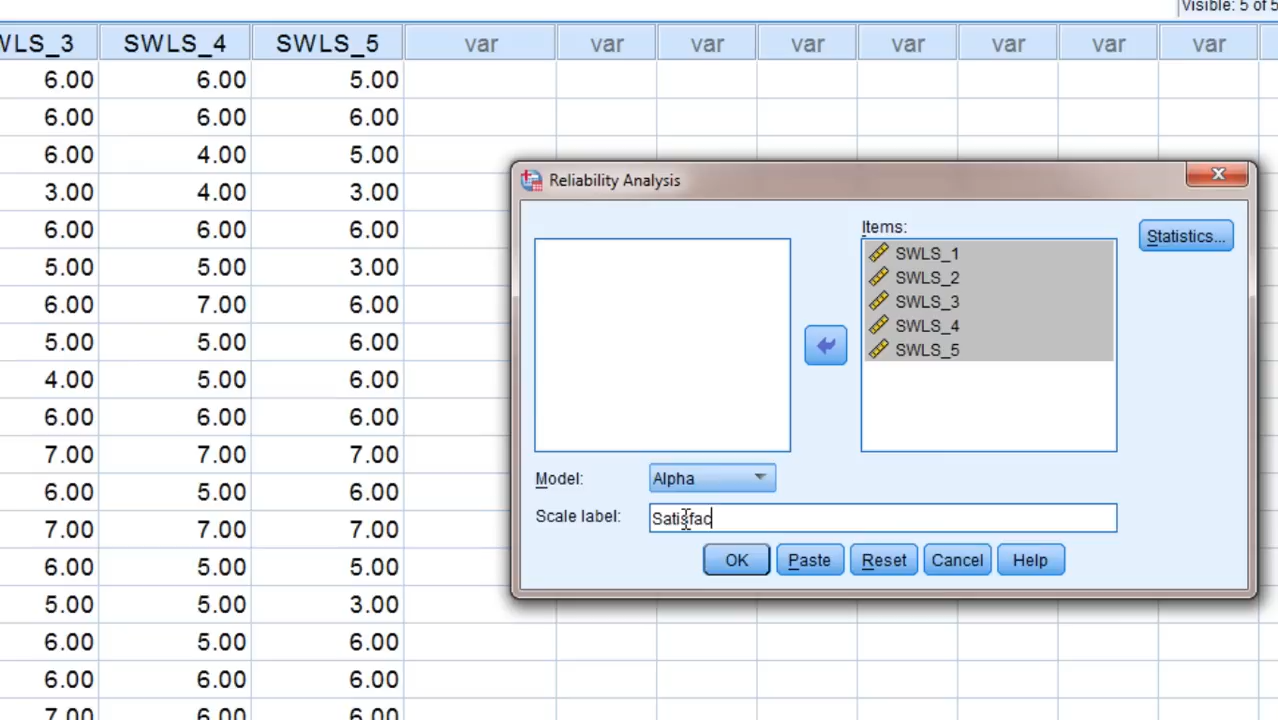 Visible: 5 of 5
WLS_3 SWLS_4 SWLS_5 var var var var var var var var
6.00 6.00 5.00
6.00 6.00 6.00
6.00 4.00 5.00
3.00 4.00 3.00
6.00 6.00 6.00
5.00 5.00 3.00
6.00 7.00 6.00
5.00 5.00 6.00
4.00 5.00 6.00
6.00 6.00 6.00
7.00 7.00 7.00
6.00 5.00 6.00
7.00 7.00 7.00
6.00 5.00 5.00
5.00 5.00 3.00
6.00 5.00 6.00
6.00 6.00 6.00
7.00 6.00 6.00
Reliability Analysis
Items:
Statistics...
SWLS_1
SWLS_2
SWLS_3
SWLS_4
SWLS_5
Model: Alpha
Scale label: Satisfac
OK Paste Reset Cancel Help